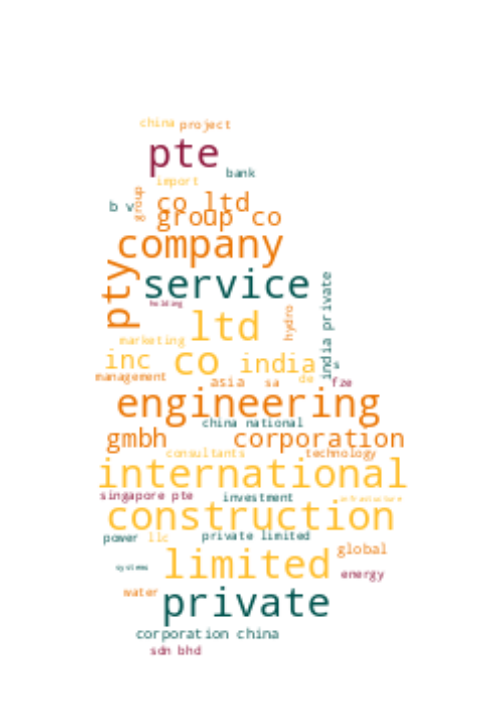 china project
pte
bank
import
b v
group
co ltd
group co
company
pty
service
holding
india private
ltd
hydro
marketing
inc
co
india
s
management
asia
sa
de
fze
engineering
china national
gmbh
corporation
consultants
technology
international
singapore pte
investment
infrastructure
construction
power
llc
private limited
global
limited
systems
energy
water
private
corporation china
sdn bhd